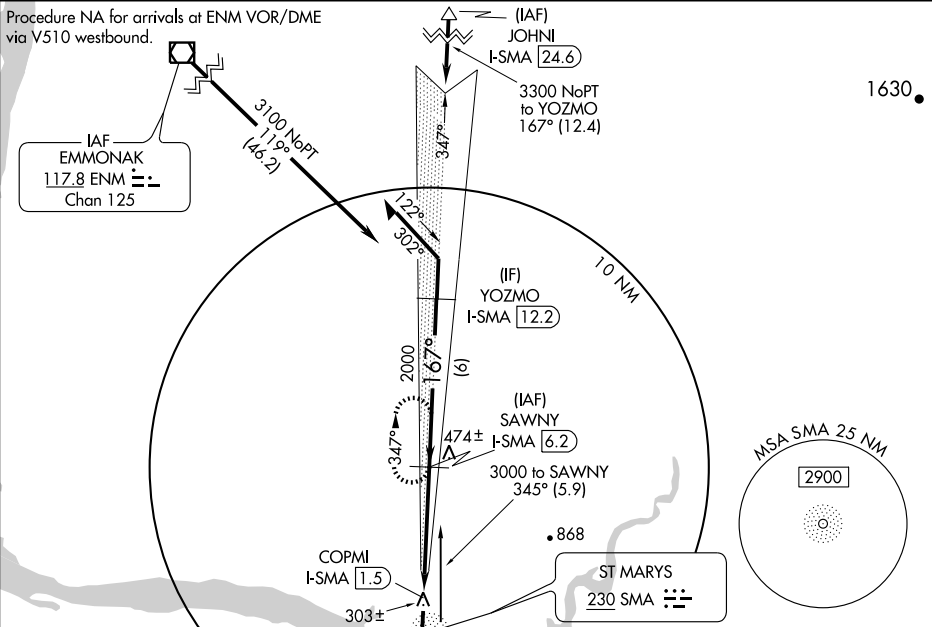 Procedure NA for arrivals at ENM VOR/DME
via V510 westbound.
(IAF)
JOHNI
I-SMA 24.6
3300 NoPT
to YOZMO
167° (12.4)
1630
3100 NoPT
119°
(46.2)
347°
IAF
EMMONAK
117.8 ENM
Chan 125
122°
302°
10 NM
(IF)
YOZMO
I-SMA 12.2
2000
167°
(6)
(IAF)
SAWNY
I-SMA 6.2
474±
347°
3000 to SAWNY
345° (5.9)
MSA SMA 25 NM
2900
868
COPMI
I-SMA 1.5
303±
ST MARYS
230 SMA